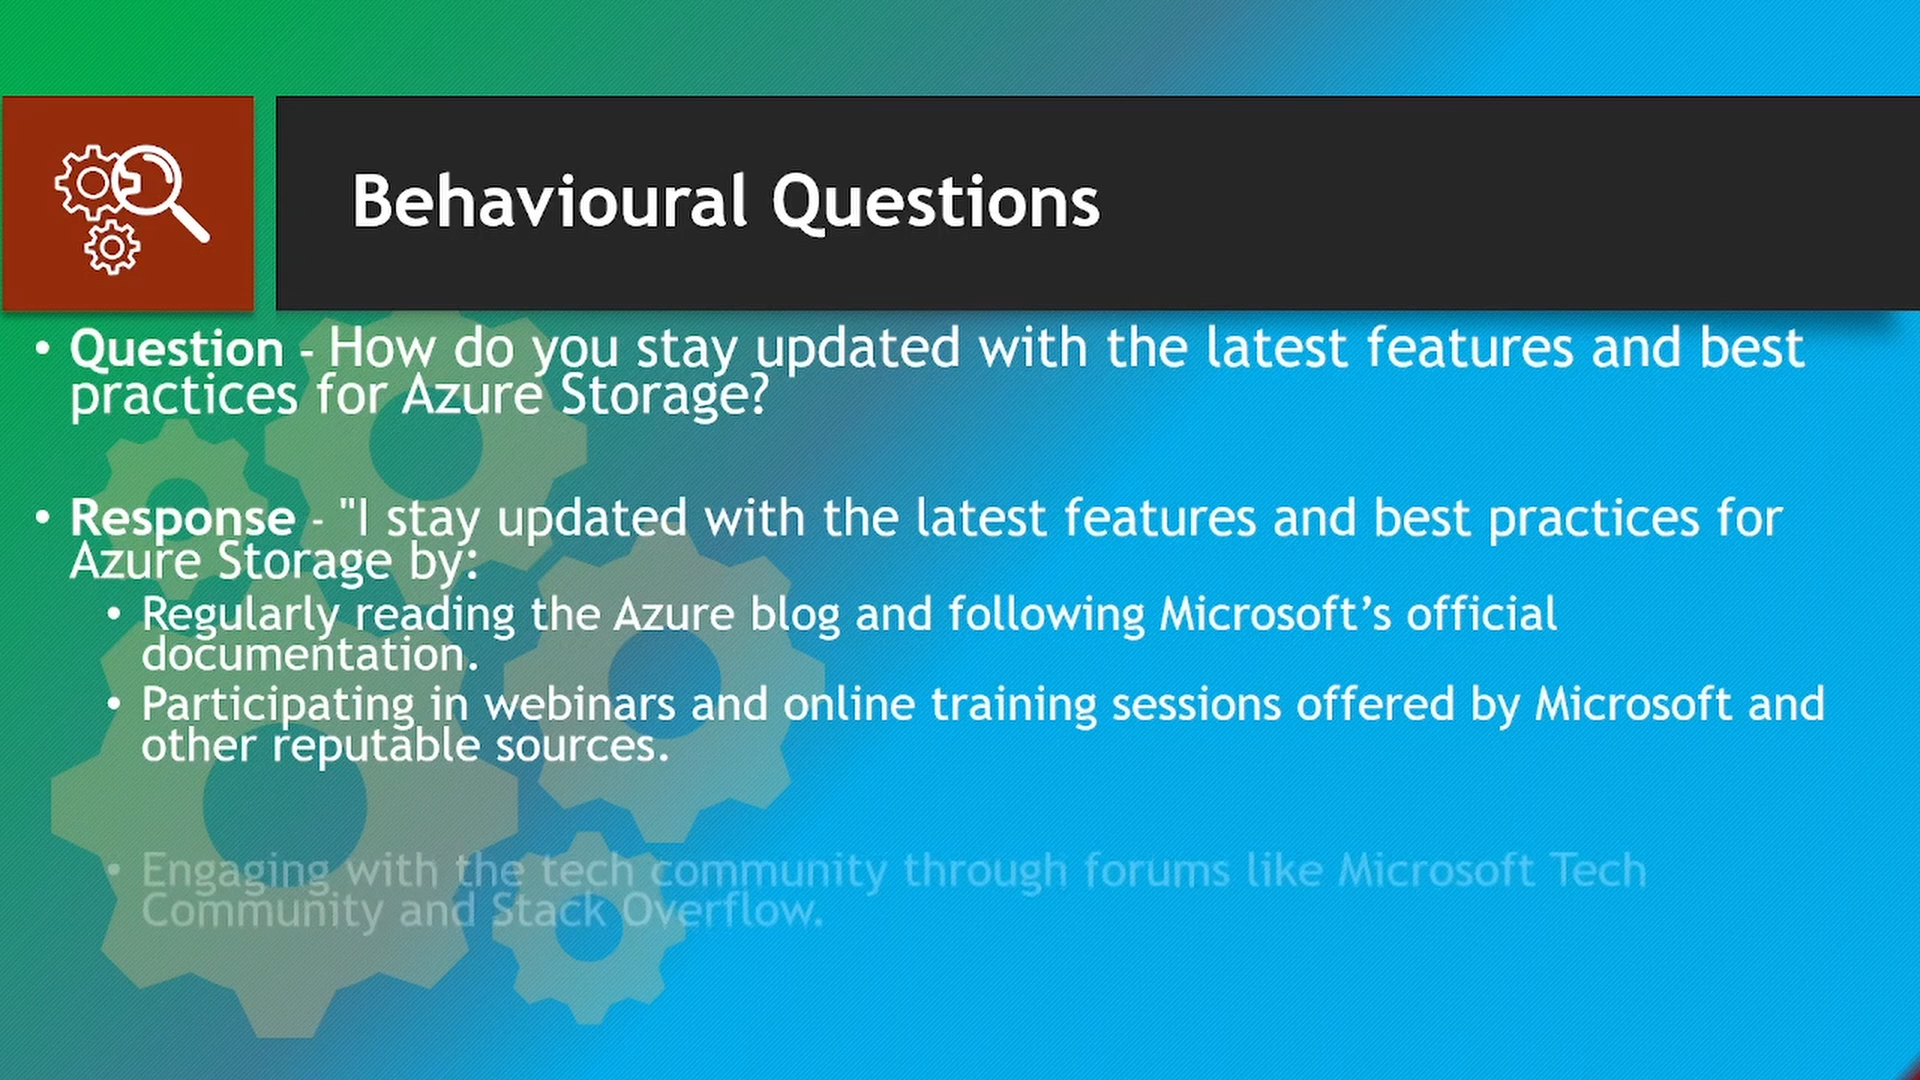 Behavioural Questions
• Question - How do you stay updated with the latest features and best
practices for Azure Storage?
• Response - "I stay updated with the latest features and best practices for
Azure Storage by:
• Regularly reading the Azure blog and following Microsoft’s official
documentation.
• Participating in webinars and online training sessions offered by Microsoft and
other reputable sources.
• Engaging with the tech community through forums like Microsoft Tech
Community and Stack Overflow.